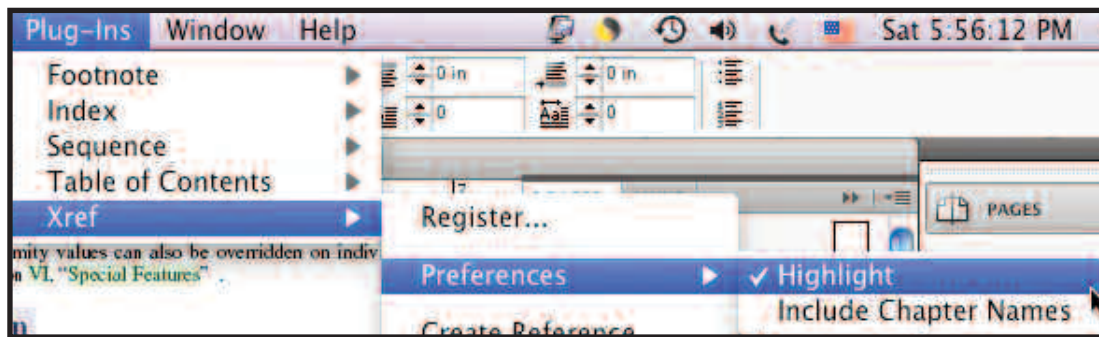 Plug-Ins Window Help Sat 5:56:12 PM
Footnote 0 in 0 in
Index 0 0
Sequence
Table of Contents
Xref Register... PAGES
mity values can also be overridden on indiv
VI, "Special Features" .
Preferences ✓ Highlight
Include Chapter Names
Create Reference